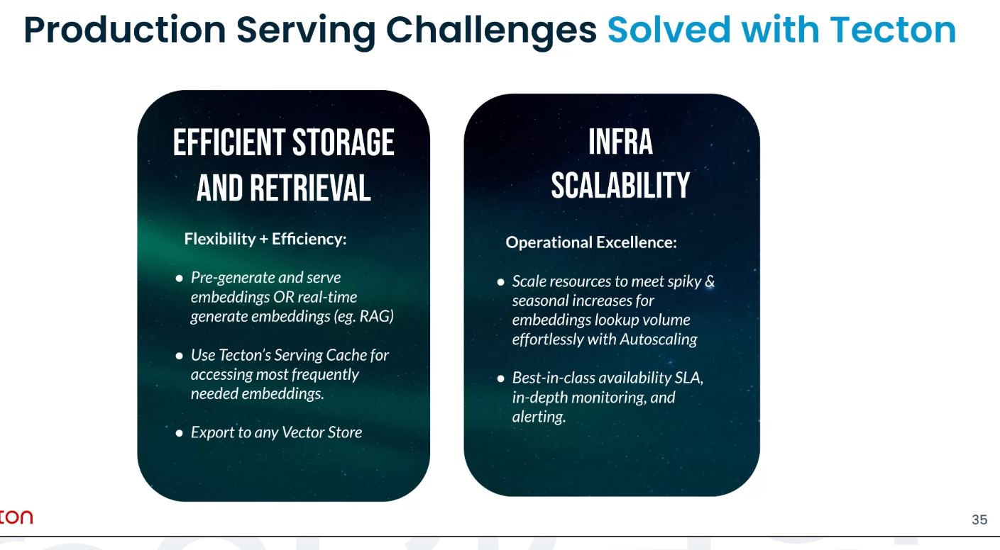 Production Serving Challenges Solved with Tecton
EFFICIENT STORAGE
AND RETRIEVAL
Flexibility + Efficiency:
● Pre-generate and serve
embeddings OR real-time
generate embeddings (eg. RAG)
● Use Tecton's Serving Cache for
accessing most frequently
needed embeddings.
● Export to any Vector Store
INFRA
SCALABILITY
Operational Excellence:
● Scale resources to meet spiky &
seasonal increases for
embeddings lookup volume
effortlessly with Autoscaling
● Best-in-class availability SLA,
in-depth monitoring, and
alerting.
ton
35